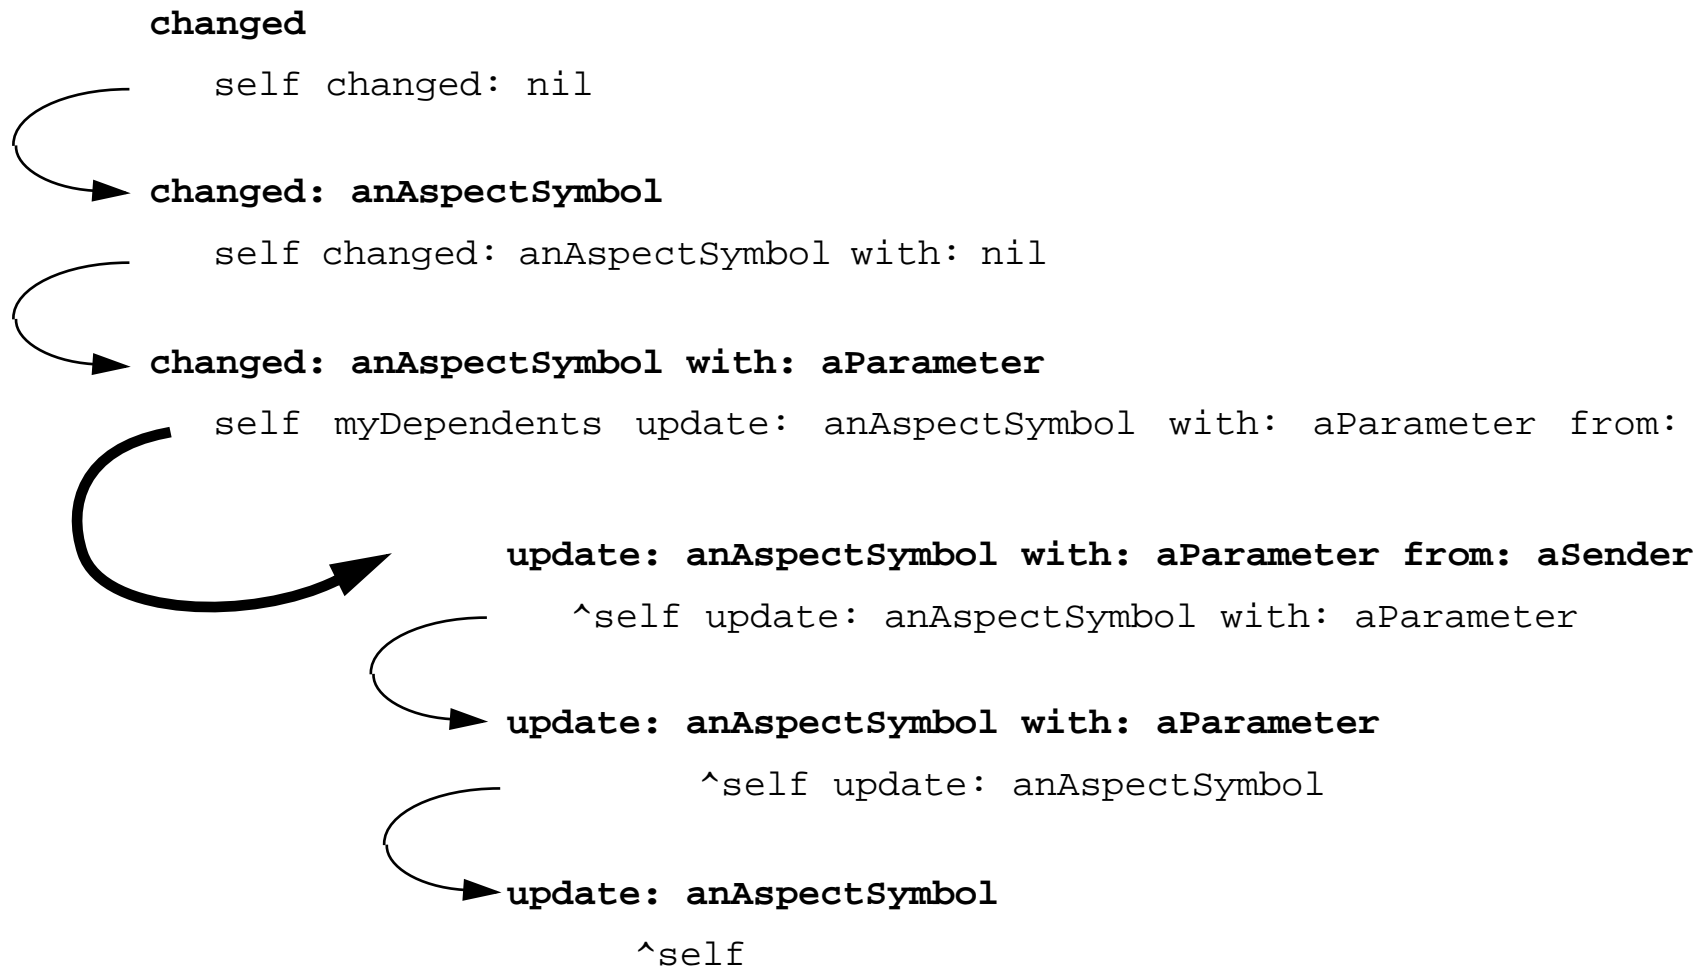 changed
self changed: nil
changed: anAspectSymbol
self changed: anAspectSymbol with: nil
changed: anAspectSymbol with: aParameter
self myDependents update: anAspectSymbol with: aParameter from:
update: anAspectSymbol with: aParameter from: aSender
^self update: anAspectSymbol with: aParameter
update: anAspectSymbol with: aParameter
^self update: anAspectSymbol
update: anAspectSymbol
^self